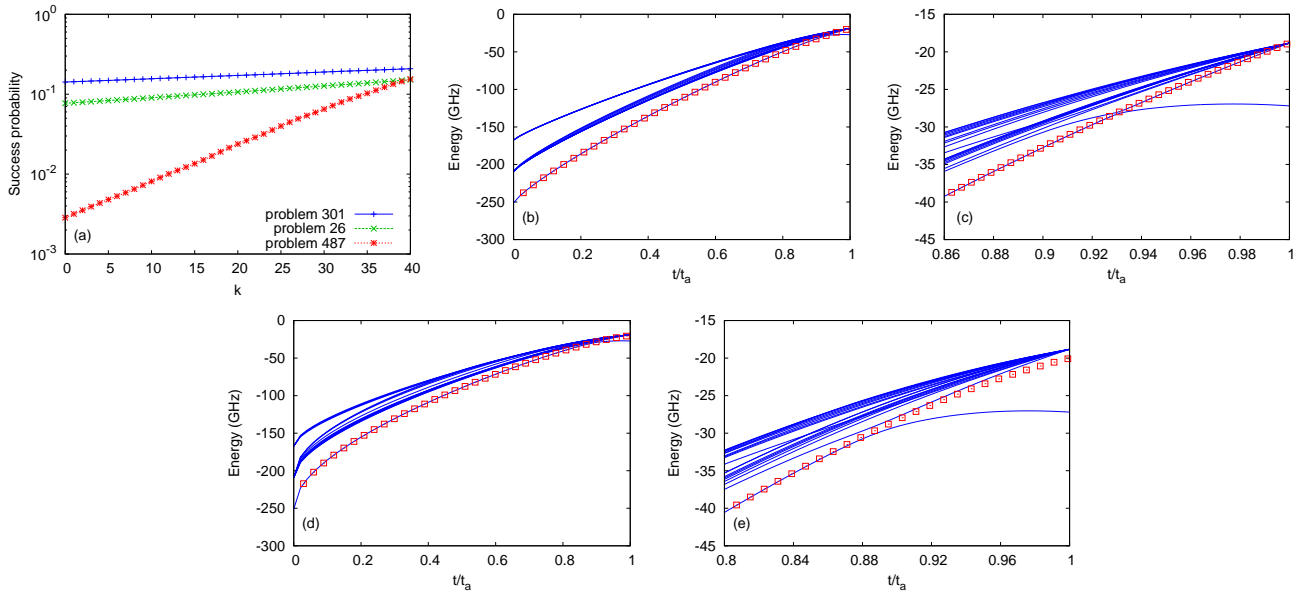 Success probability
10^0
10^-1
10^-2
10^-3
0 5 10 15 20 25 30 35 40
k
(a)
problem 301
problem 26
problem 487
Energy (GHz)
0
-50
-100
-150
-200
-250
-300
0 0.2 0.4 0.6 0.8 1
t/t_a
(b)
Energy (GHz)
-15
-20
-25
-30
-35
-40
-45
0.86 0.88 0.9 0.92 0.94 0.96 0.98 1
t/t_a
(c)
Energy (GHz)
0
-50
-100
-150
-200
-250
-300
0 0.2 0.4 0.6 0.8 1
t/t_a
(d)
Energy (GHz)
-15
-20
-25
-30
-35
-40
-45
0.8 0.84 0.88 0.92 0.96 1
t/t_a
(e)